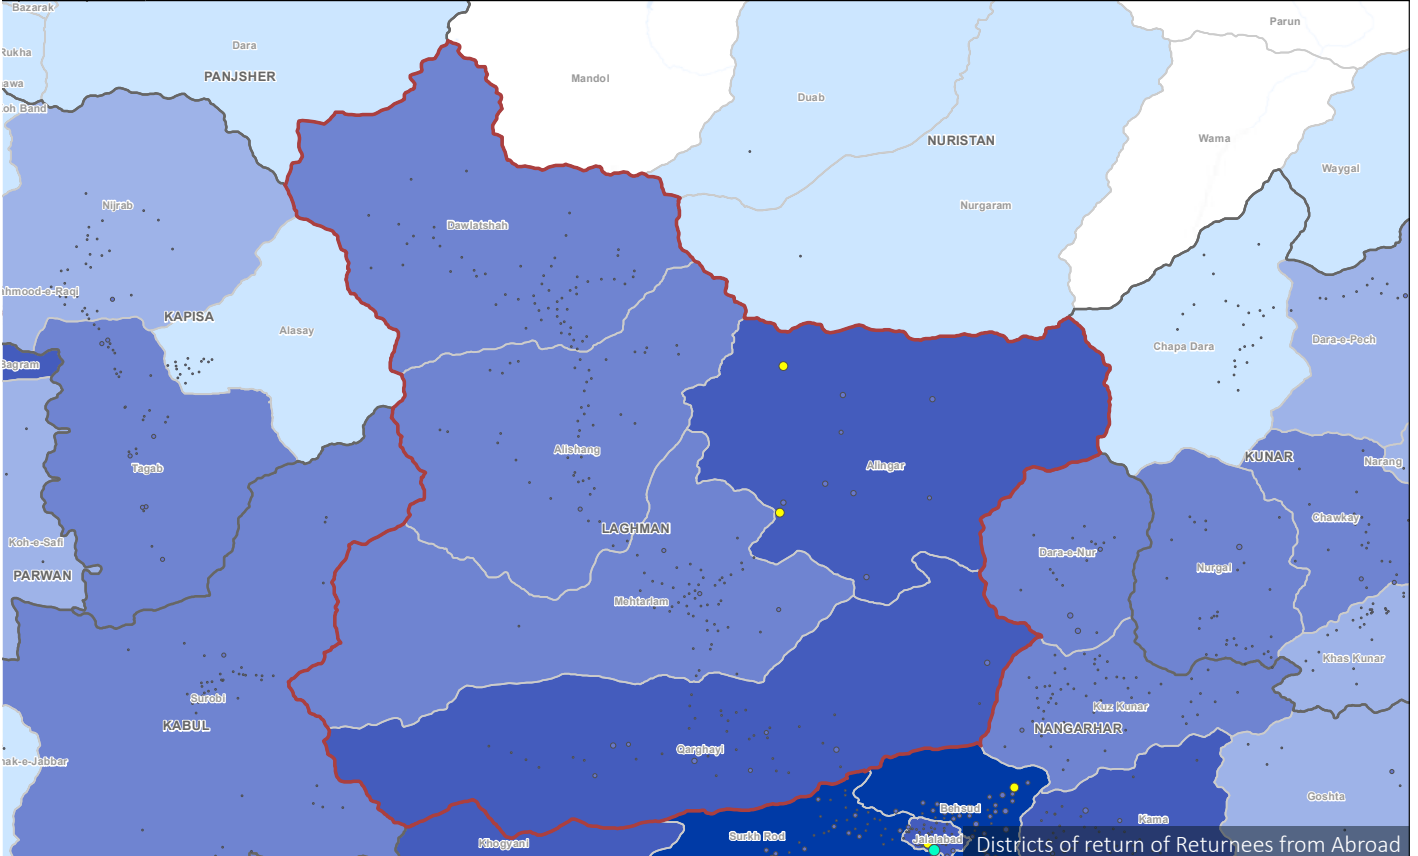 Bazarak
Parun
Dara
Rukha
PANJSHER
Mandol
awa
Duab
oh Band
NURISTAN
Wama
Waygal
Nijrab
Nurgaram
Dawlatshah
ahmood-e-Raqi
KAPISA
Alasay
Dara-e-Pech
Chapa Dara
Bagram
Alishang
KUNAR
Narang
Alingar
Tagab
Chawkay
LAGHMAN
Koh-e-Safi
Dara-e-Nur
Nurgal
PARWAN
Mehtarlam
Khas Kunar
Surobi
Kuz Kunar
KABUL
NANGARHAR
Qarghayi
hak-e-Jabbar
Goshta
Behsud
Kama
Surkh Rod
Jalalabad
Khogyani
Districts of return of Returnees from Abroad